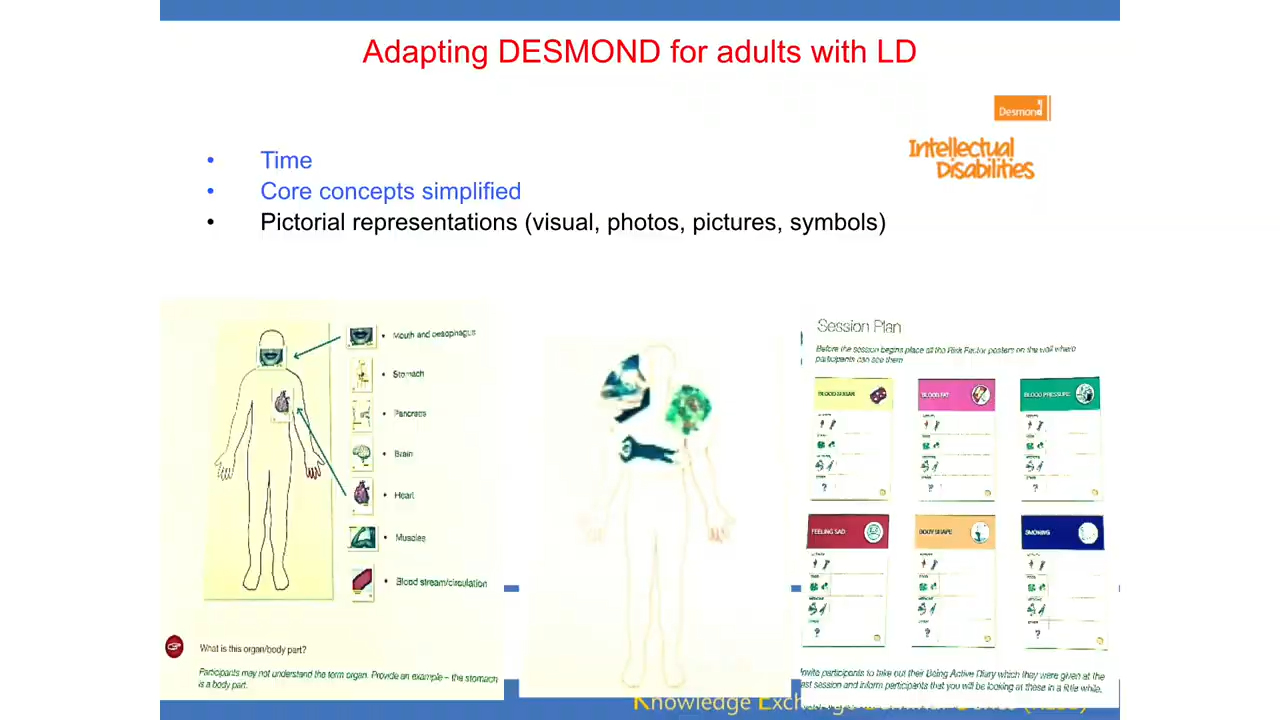 Adapting DESMOND for adults with LD
Desmond
Intellectual
Disabilities
• Time
• Core concepts simplified
• Pictorial representations (visual, photos, pictures, symbols)
• Mouth and oesophagus
• Stomach
• Pancreas
• Brain
• Heart
• Muscles
• Blood stream/circulation
What is this organ/body part?
Participants may not understand the term organ. Provide an example – the stomach
is a body part.
Session Plan
Before the session begins place all the Risk Factor posters on the wall where
participants can see them
BLOOD SUGAR
BLOOD FAT
BLOOD PRESSURE
FEELING SAD
BODY SHAPE
SMOKING
Invite participants to take out their Being Active Diary which they were given at the
last session and inform participants that you will be looking at these in a little while,
Knowledge